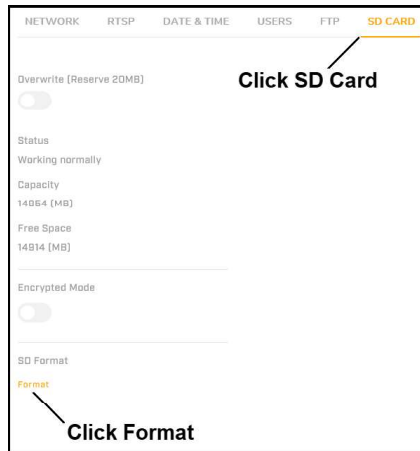 NETWORK RTSP DATE & TIME USERS FTP SD CARD
Click SD Card
Overwrite (Reserve 20MB)
Status
Working normally
Capacity
14064 (MB)
Free Space
14914 (MB)
Encrypted Mode
SD Format
Format
Click Format